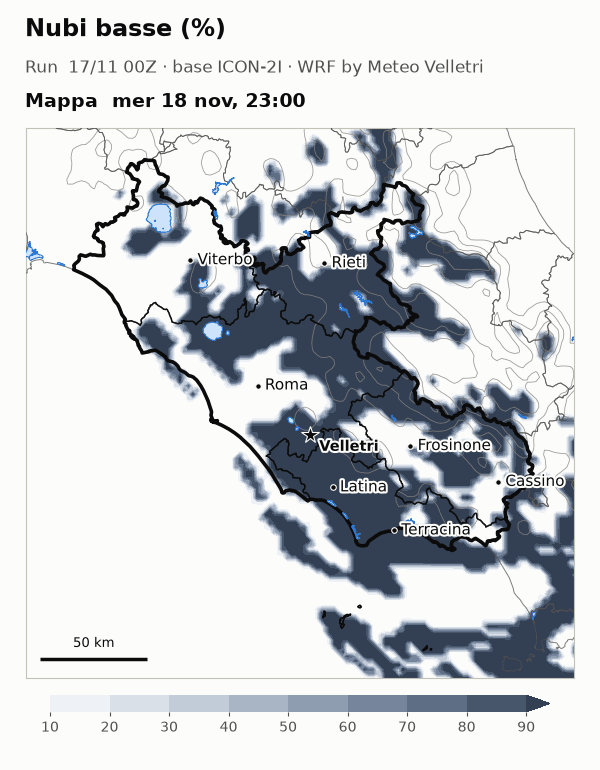 Nubi basse (%)
Run 17/11 00Z · base ICON-2I · WRF by Meteo Velletri
Mappa mer 18 nov, 23:00
Viterbo
Rieti
Roma
Velletri
Frosinone
Latina
Cassino
Terracina
50 km
10 20 30 40 50 60 70 80 90